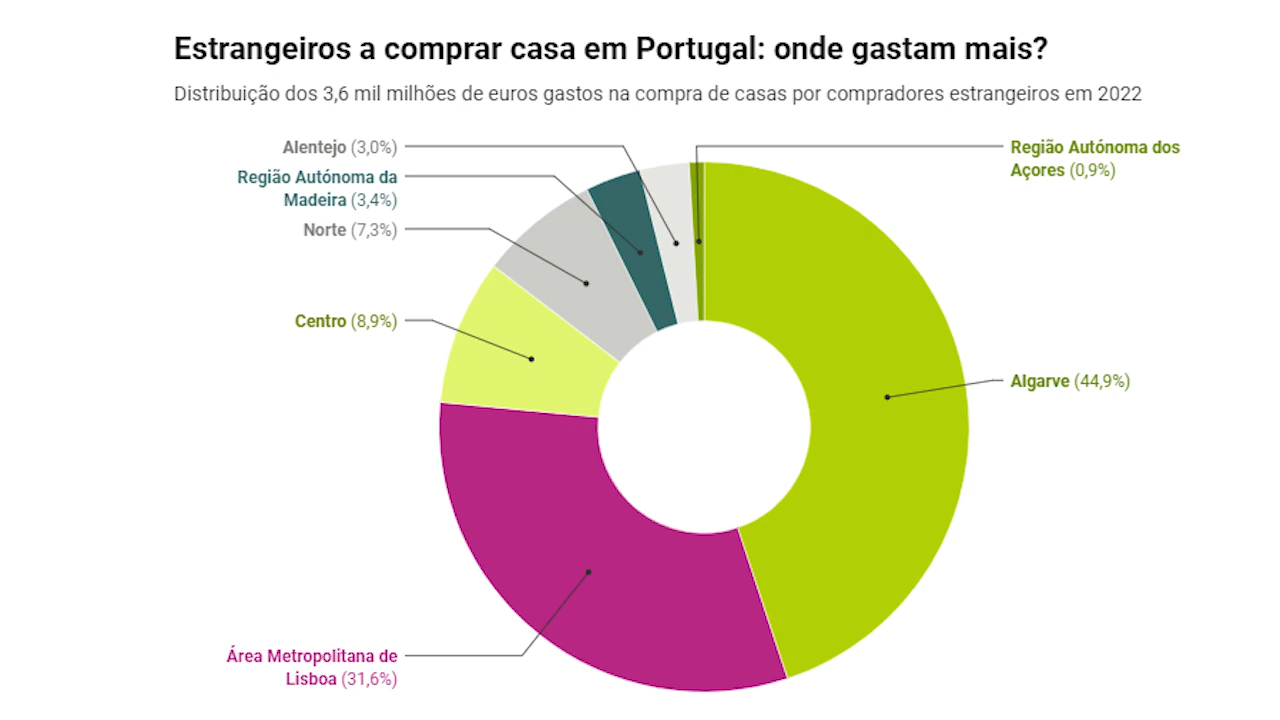 Estrangeiros a comprar casa em Portugal: onde gastam mais?
Distribuição dos 3,6 mil milhões de euros gastos na compra de casas por compradores estrangeiros em 2022
Alentejo (3,0%)
Região Autónoma da
Madeira (3,4%)
Norte (7,3%)
Centro (8,9%)
Área Metropolitana de
Lisboa (31,6%)
Região Autónoma dos
Açores (0,9%)
Algarve (44,9%)